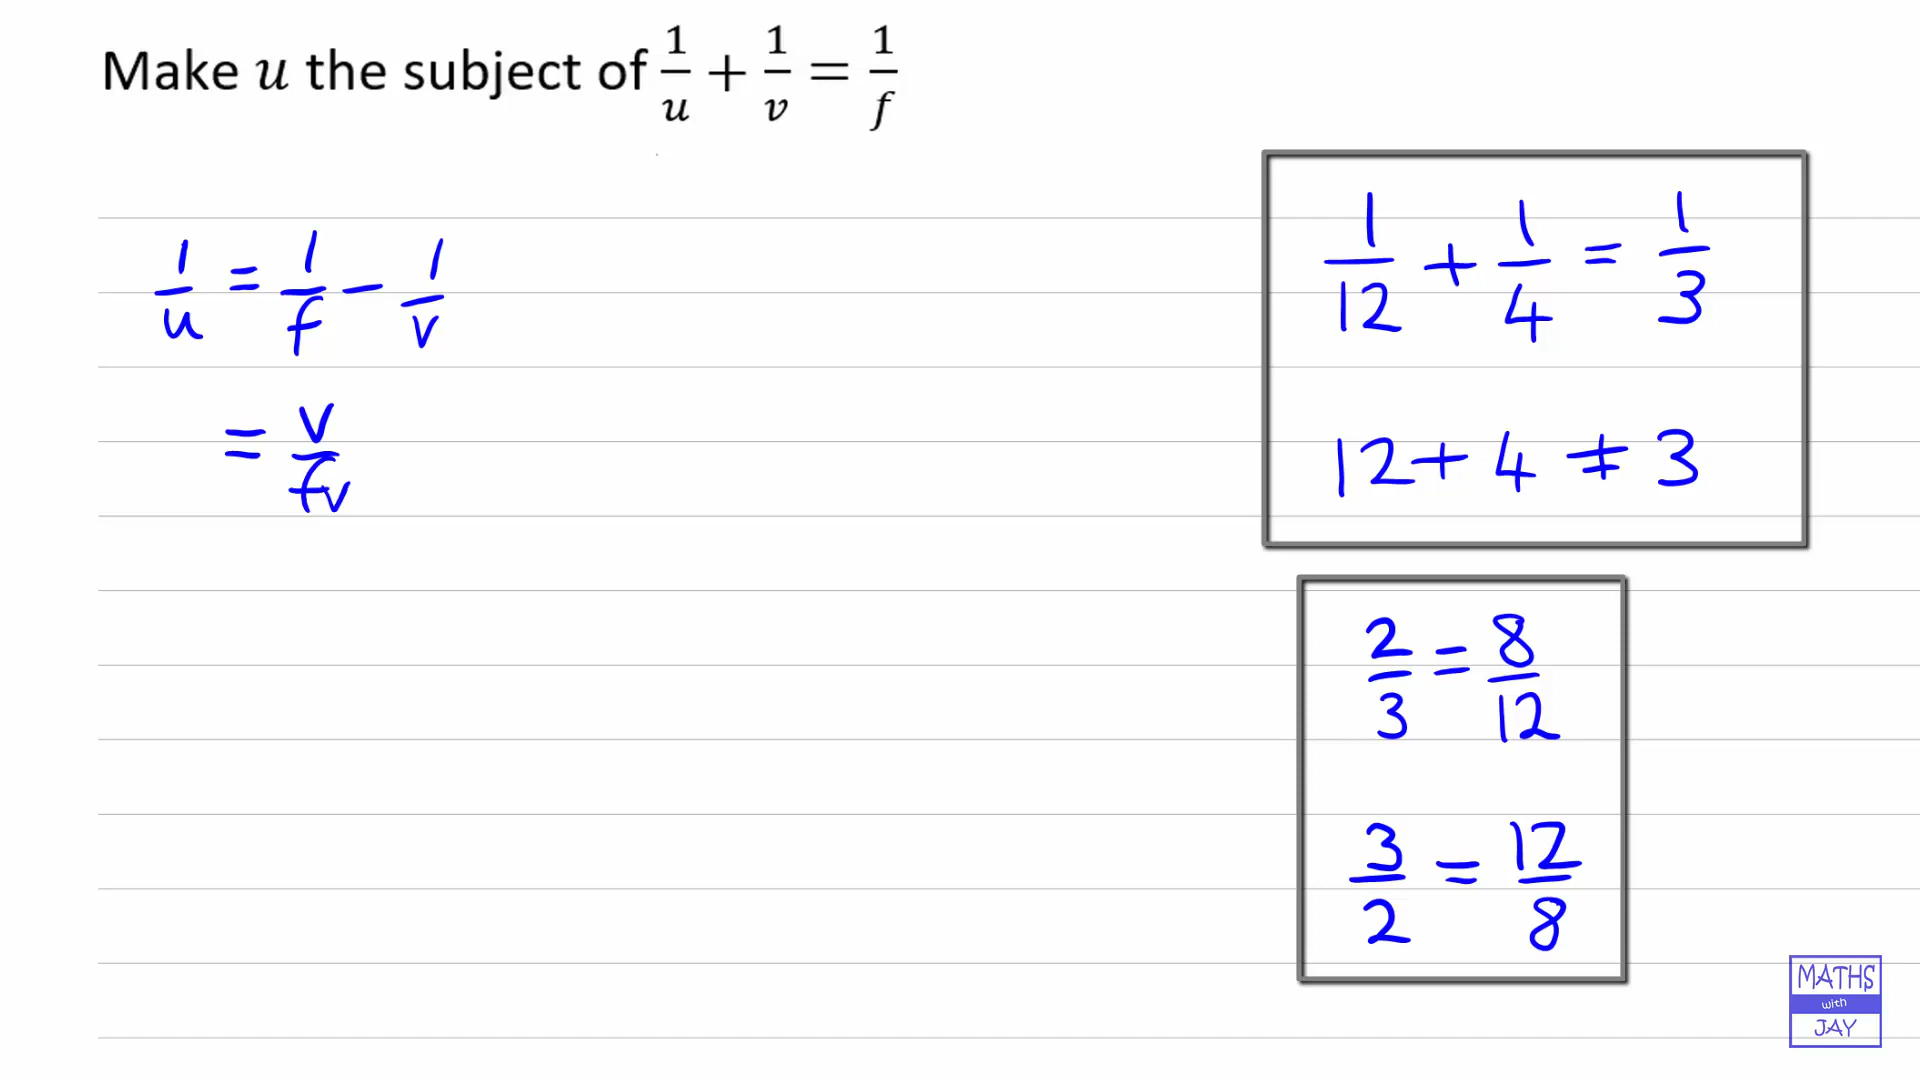 Make u the subject of 1/u + 1/v = 1/f
1/u = 1/f - 1/v
= v/fv
1/12 + 1/4 = 1/3
12 + 4 ≠ 3
2/3 = 8/12
3/2 = 12/8
MATHS
with
JAY